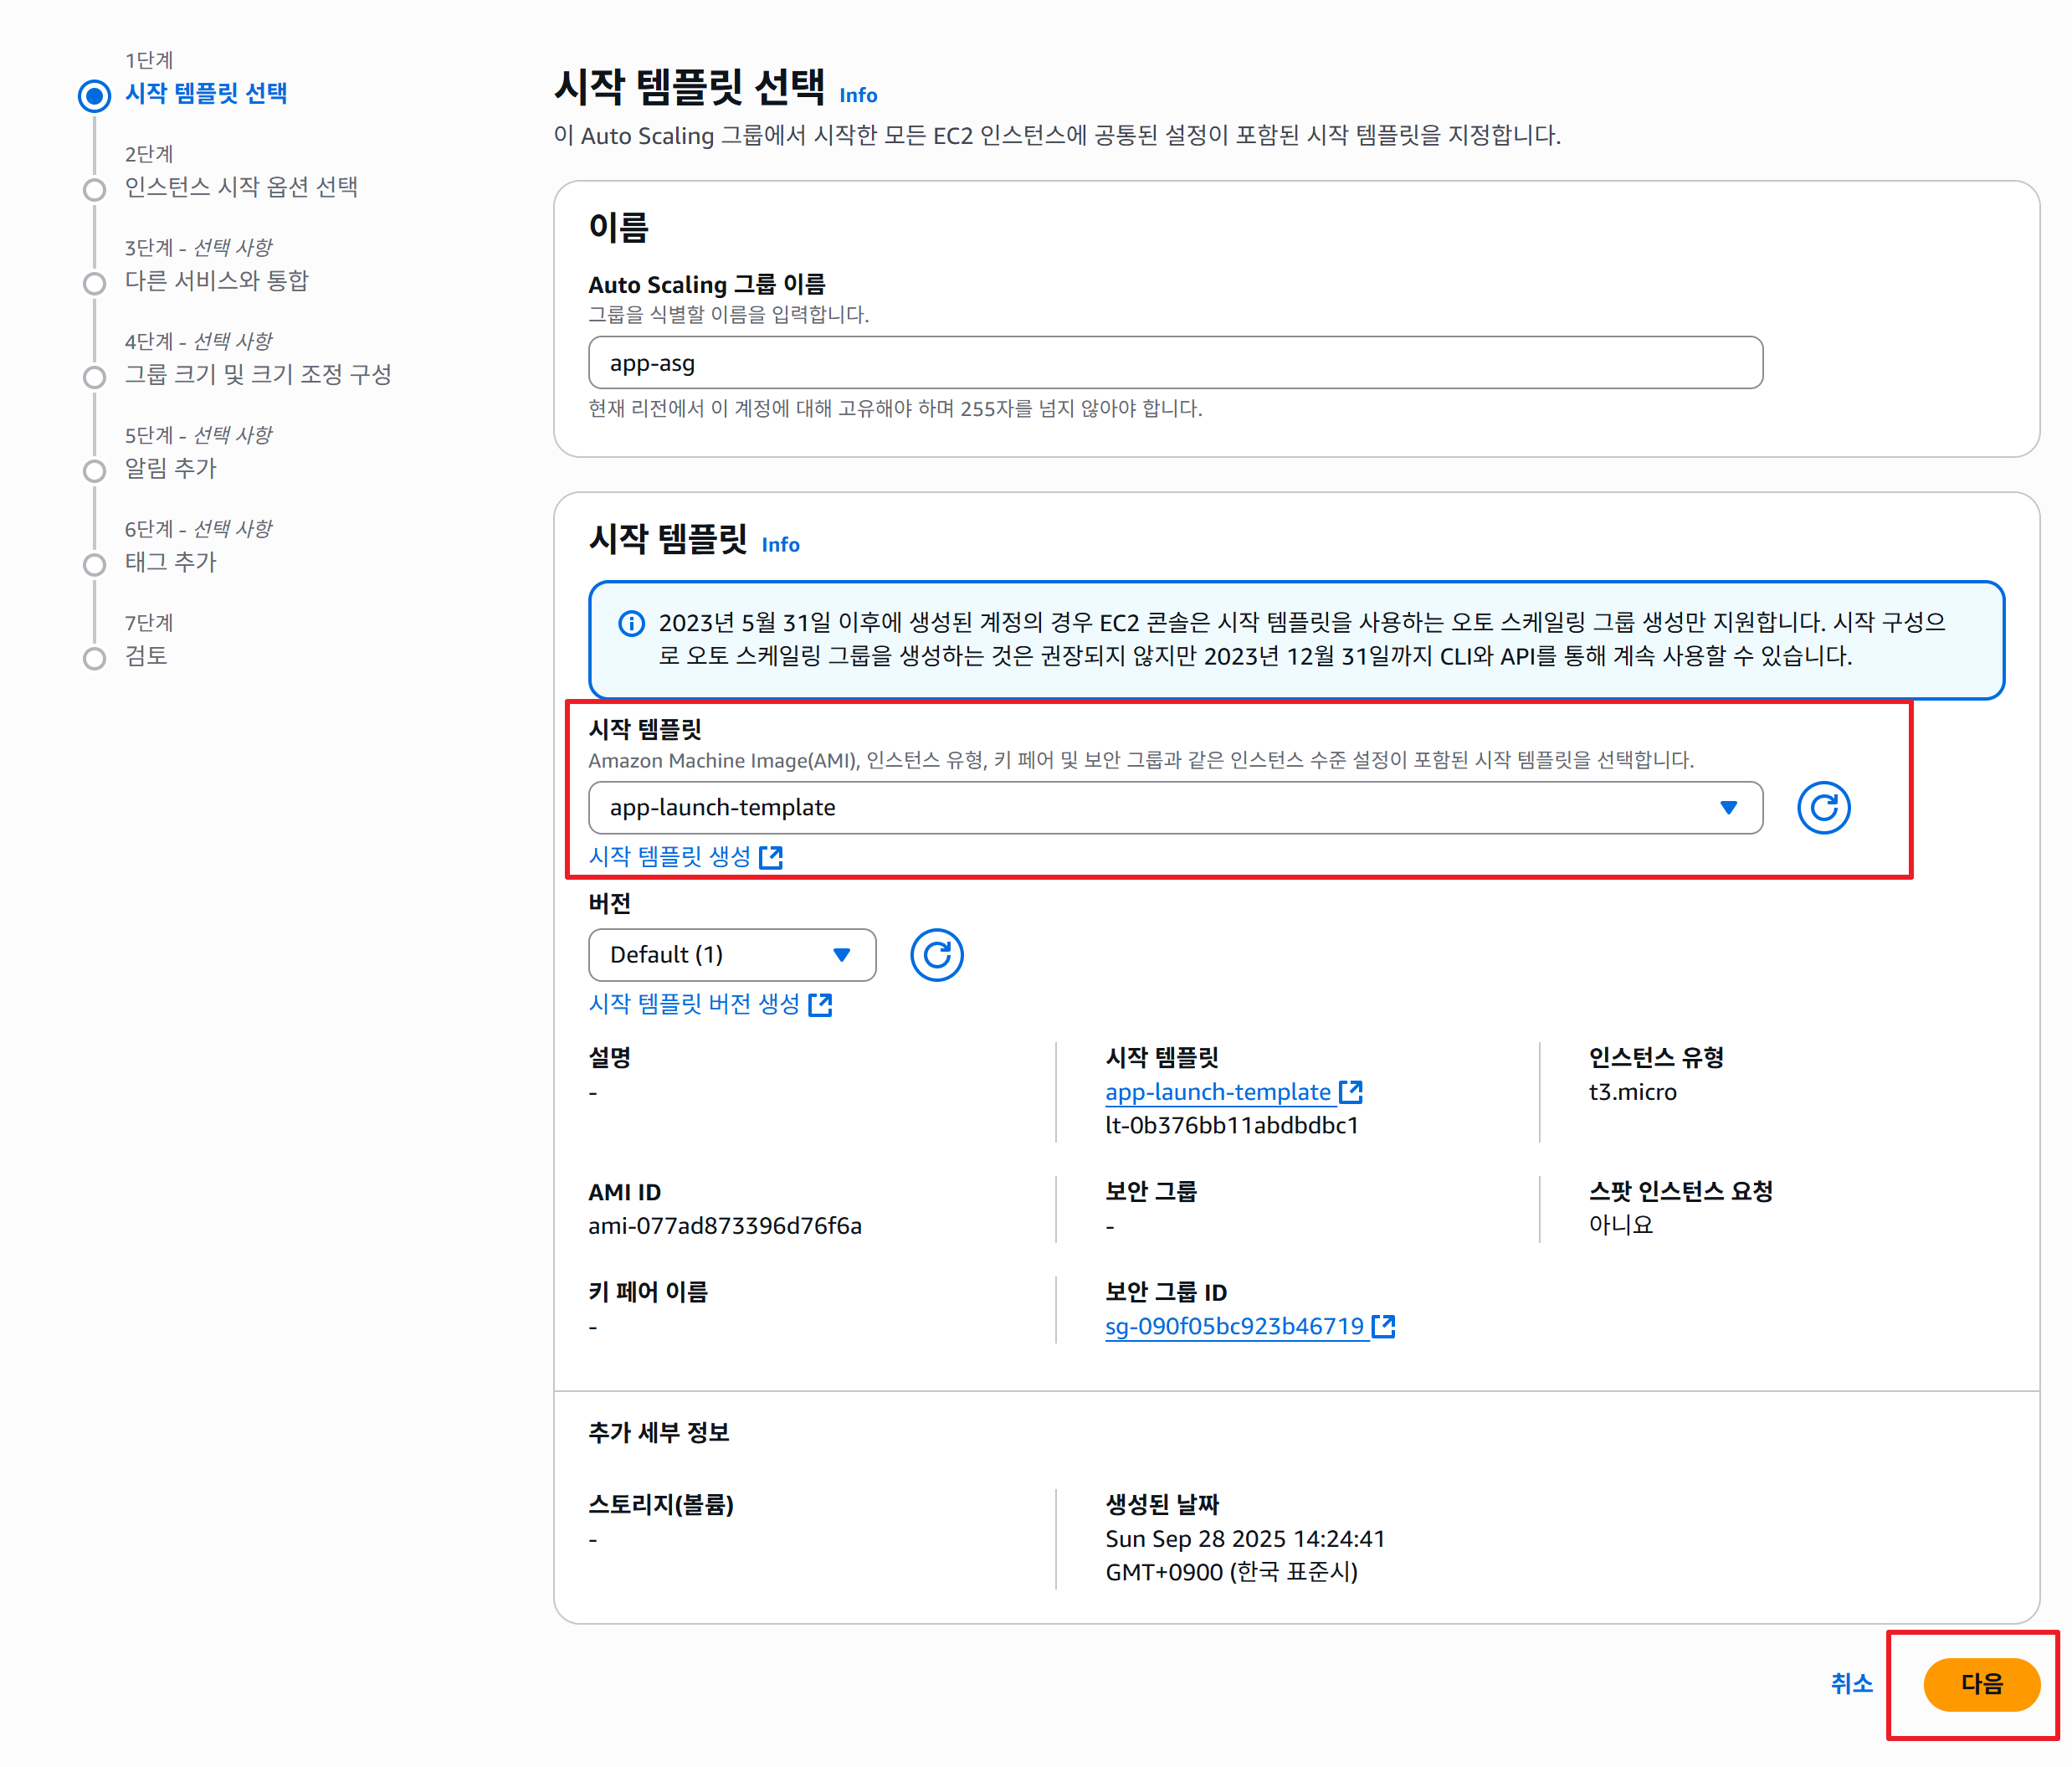 1단계
시작 템플릿 선택
2단계
인스턴스 시작 옵션 선택
3단계 - 선택 사항
다른 서비스와 통합
4단계 - 선택 사항
그룹 크기 및 크기 조정 구성
5단계 - 선택 사항
알림 추가
6단계 - 선택 사항
태그 추가
7단계
검토
시작 템플릿 선택 Info
이 Auto Scaling 그룹에서 시작한 모든 EC2 인스턴스에 공통된 설정이 포함된 시작 템플릿을 지정합니다.
이름
Auto Scaling 그룹 이름
그룹을 식별할 이름을 입력합니다.
app-asg
현재 리전에서 이 계정에 대해 고유해야 하며 255자를 넘지 않아야 합니다.
시작 템플릿 Info
2023년 5월 31일 이후에 생성된 계정의 경우 EC2 콘솔은 시작 템플릿을 사용하는 오토 스케일링 그룹 생성만 지원합니다. 시작 구성으
로 오토 스케일링 그룹을 생성하는 것은 권장되지 않지만 2023년 12월 31일까지 CLI와 API를 통해 계속 사용할 수 있습니다.
시작 템플릿
Amazon Machine Image(AMI), 인스턴스 유형, 키 페어 및 보안 그룹과 같은 인스턴스 수준 설정이 포함된 시작 템플릿을 선택합니다.
app-launch-template
시작 템플릿 생성
버전
Default (1)
시작 템플릿 버전 생성
설명
-
시작 템플릿
app-launch-template
lt-0b376bb11abdbdbc1
인스턴스 유형
t3.micro
AMI ID
ami-077ad873396d76f6a
보안 그룹
-
스팟 인스턴스 요청
아니요
키 페어 이름
-
보안 그룹 ID
sg-090f05bc923b46719
추가 세부 정보
스토리지(볼륨)
-
생성된 날짜
Sun Sep 28 2025 14:24:41
GMT+0900 (한국 표준시)
취소
다음